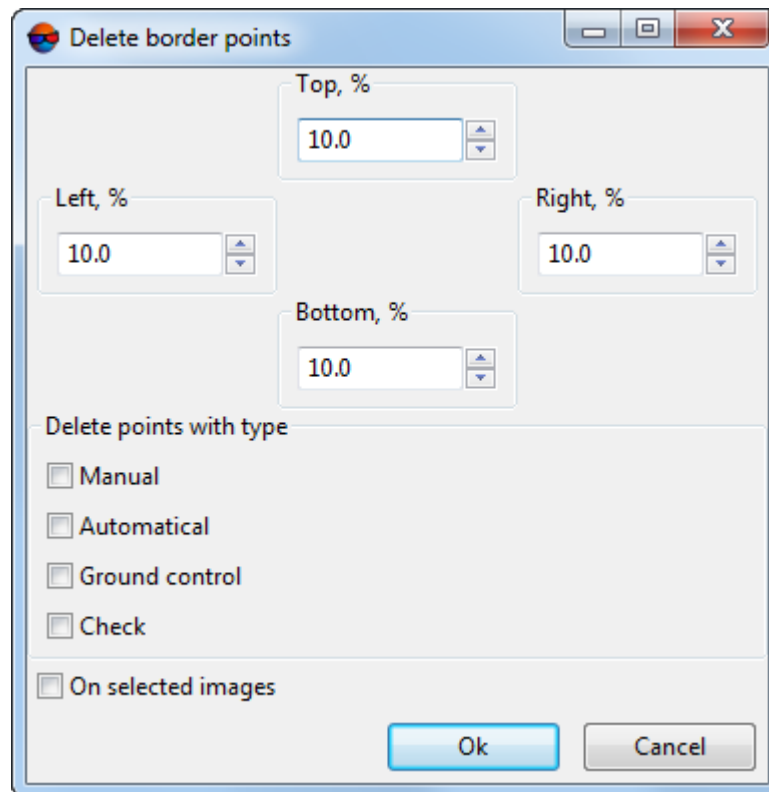 Delete border points
Top, %
10.0
Left, %
Right, %
10.0
10.0
Bottom, %
10.0
Delete points with type
Manual
Automatical
Ground control
Check
On selected images
Ok
Cancel